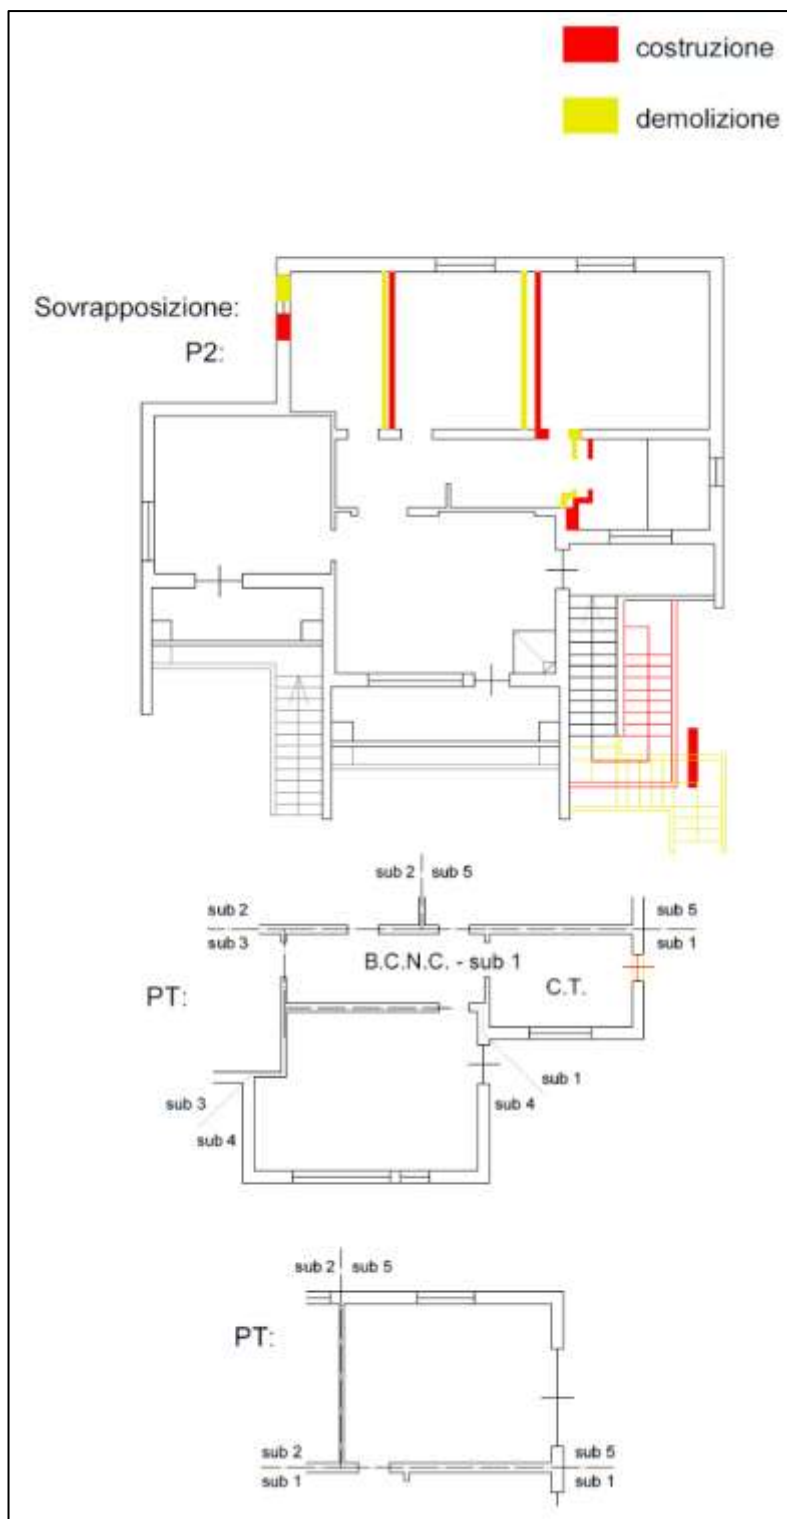 costruzione
demolizione
Sovrapposizione:
P2:
sub 2 sub 5
sub 2 sub 5
sub 3 sub 1
B.C.N.C. - sub 1
C.T.
PT:
sub 1
sub 3 sub 4
sub 4
sub 2 sub 5
PT:
sub 2 sub 5
sub 1 sub 1